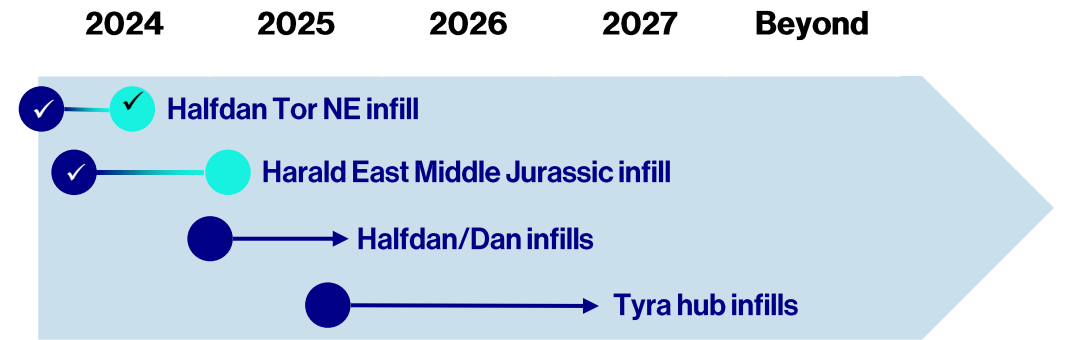 2024 2025 2026 2027 Beyond
Halfdan Tor NE infill
Harald East Middle Jurassic infill
Halfdan/Dan infills
Tyra hub infills